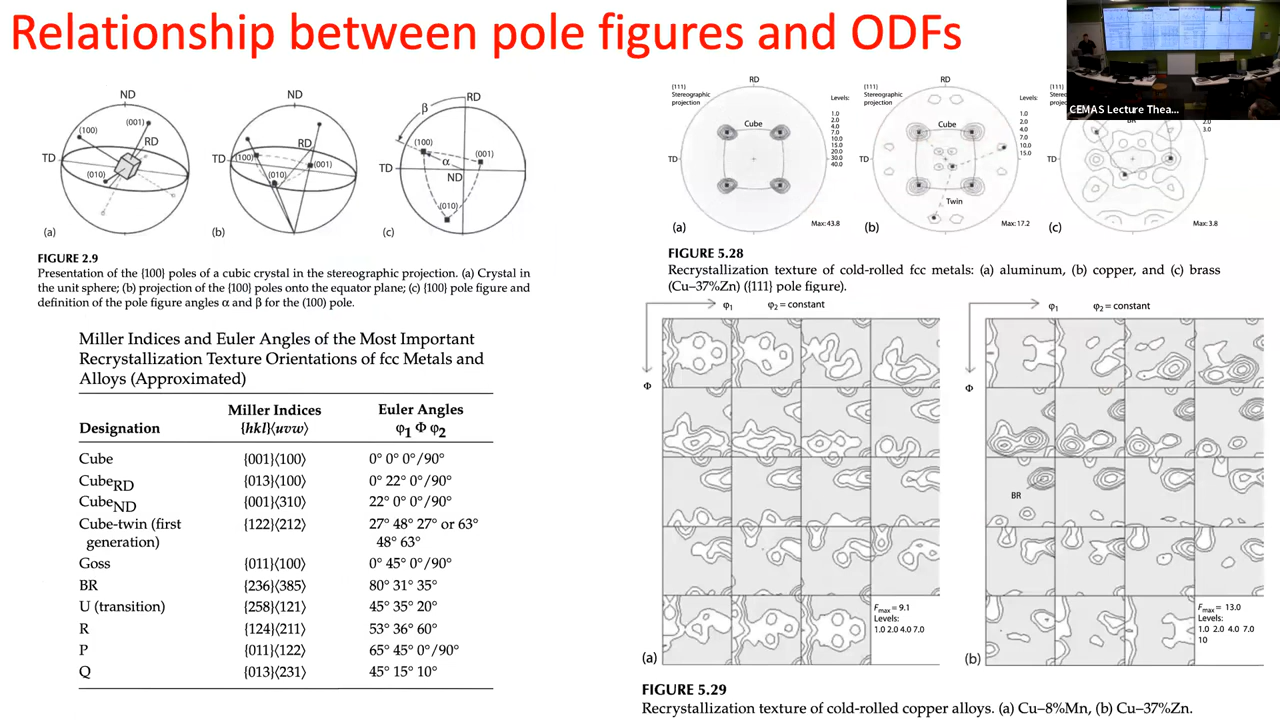 Relationship between pole figures and ODFs
CEMAS Lecture Thea...
ND
(100)
(001)
RD
TD
(010)
(a)
ND
RD
TD
(100)
(001)
(010)
(b)
β
RD
(100)
α
(001)
TD
ND
(010)
(c)
FIGURE 2.9
Presentation of the {100} poles of a cubic crystal in the stereographic projection. (a) Crystal in
the unit sphere; (b) projection of the {100} poles onto the equator plane; (c) {100} pole figure and
definition of the pole figure angles α and β for the (100) pole.
Miller Indices and Euler Angles of the Most Important
Recrystallization Texture Orientations of fcc Metals and
Alloys (Approximated)
Miller Indices Euler Angles
Designation {hkl}⟨uvw⟩ φ1 Φ φ2
Cube {001}⟨100⟩ 0° 0° 0°/90°
CubeRD {013}⟨100⟩ 0° 22° 0°/90°
CubeND {001}⟨310⟩ 22° 0° 0°/90°
Cube-twin (first {122}⟨212⟩ 27° 48° 27° or 63°
generation) 48° 63°
Goss {011}⟨100⟩ 0° 45° 0°/90°
BR {236}⟨385⟩ 80° 31° 35°
U (transition) {258}⟨121⟩ 45° 35° 20°
R {124}⟨211⟩ 53° 36° 60°
P {011}⟨122⟩ 65° 45° 0°/90°
Q {013}⟨231⟩ 45° 15° 10°
{111}
Stereographic
projection
RD
Levels:
1.0
2.0
4.0
7.0
10.0
15.0
20.0
30.0
40.0
Cube
TD
(a)
Max: 43.8
{111}
Stereographic
projection
RD
Levels:
1.0
2.0
4.0
7.0
10.0
15.0
Cube
TD
Twin
(b)
Max: 17.2
{111}
Stereog
projecti
BR
2.0
3.0
TD
(c)
Max: 3.8
FIGURE 5.28
Recrystallization texture of cold-rolled fcc metals: (a) aluminum, (b) copper, and (c) brass
(Cu–37%Zn) ({111} pole figure).
φ1 φ2 = constant
Φ
Fmax = 9.1
Levels:
1.0 2.0 4.0 7.0
(a)
φ1 φ2 = constant
Φ
BR
Fmax = 13.0
Levels:
1.0 2.0 4.0 7.0
10
(b)
FIGURE 5.29
Recrystallization texture of cold-rolled copper alloys. (a) Cu–8%Mn, (b) Cu–37%Zn.